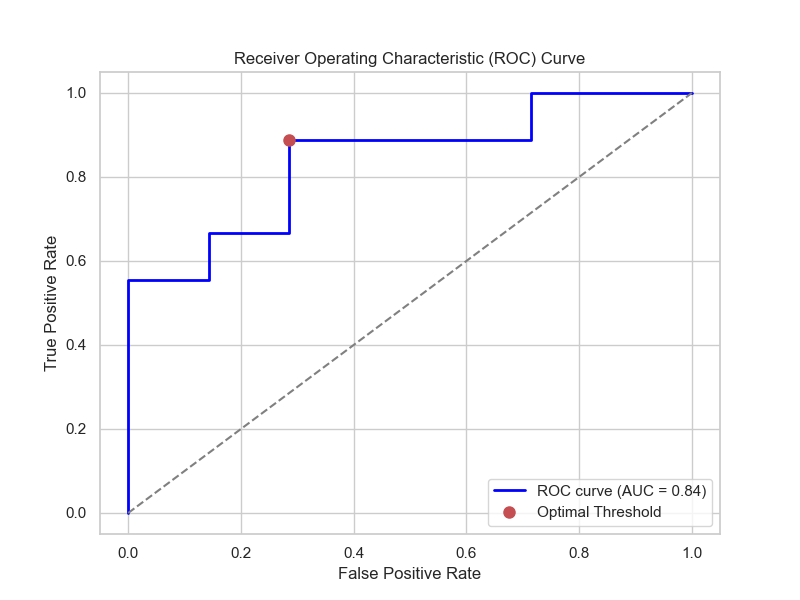 Receiver Operating Characteristic (ROC) Curve
True Positive Rate
1.0
0.8
0.6
0.4
0.2
0.0
ROC curve (AUC = 0.84)
Optimal Threshold
0.0 0.2 0.4 0.6 0.8 1.0
False Positive Rate